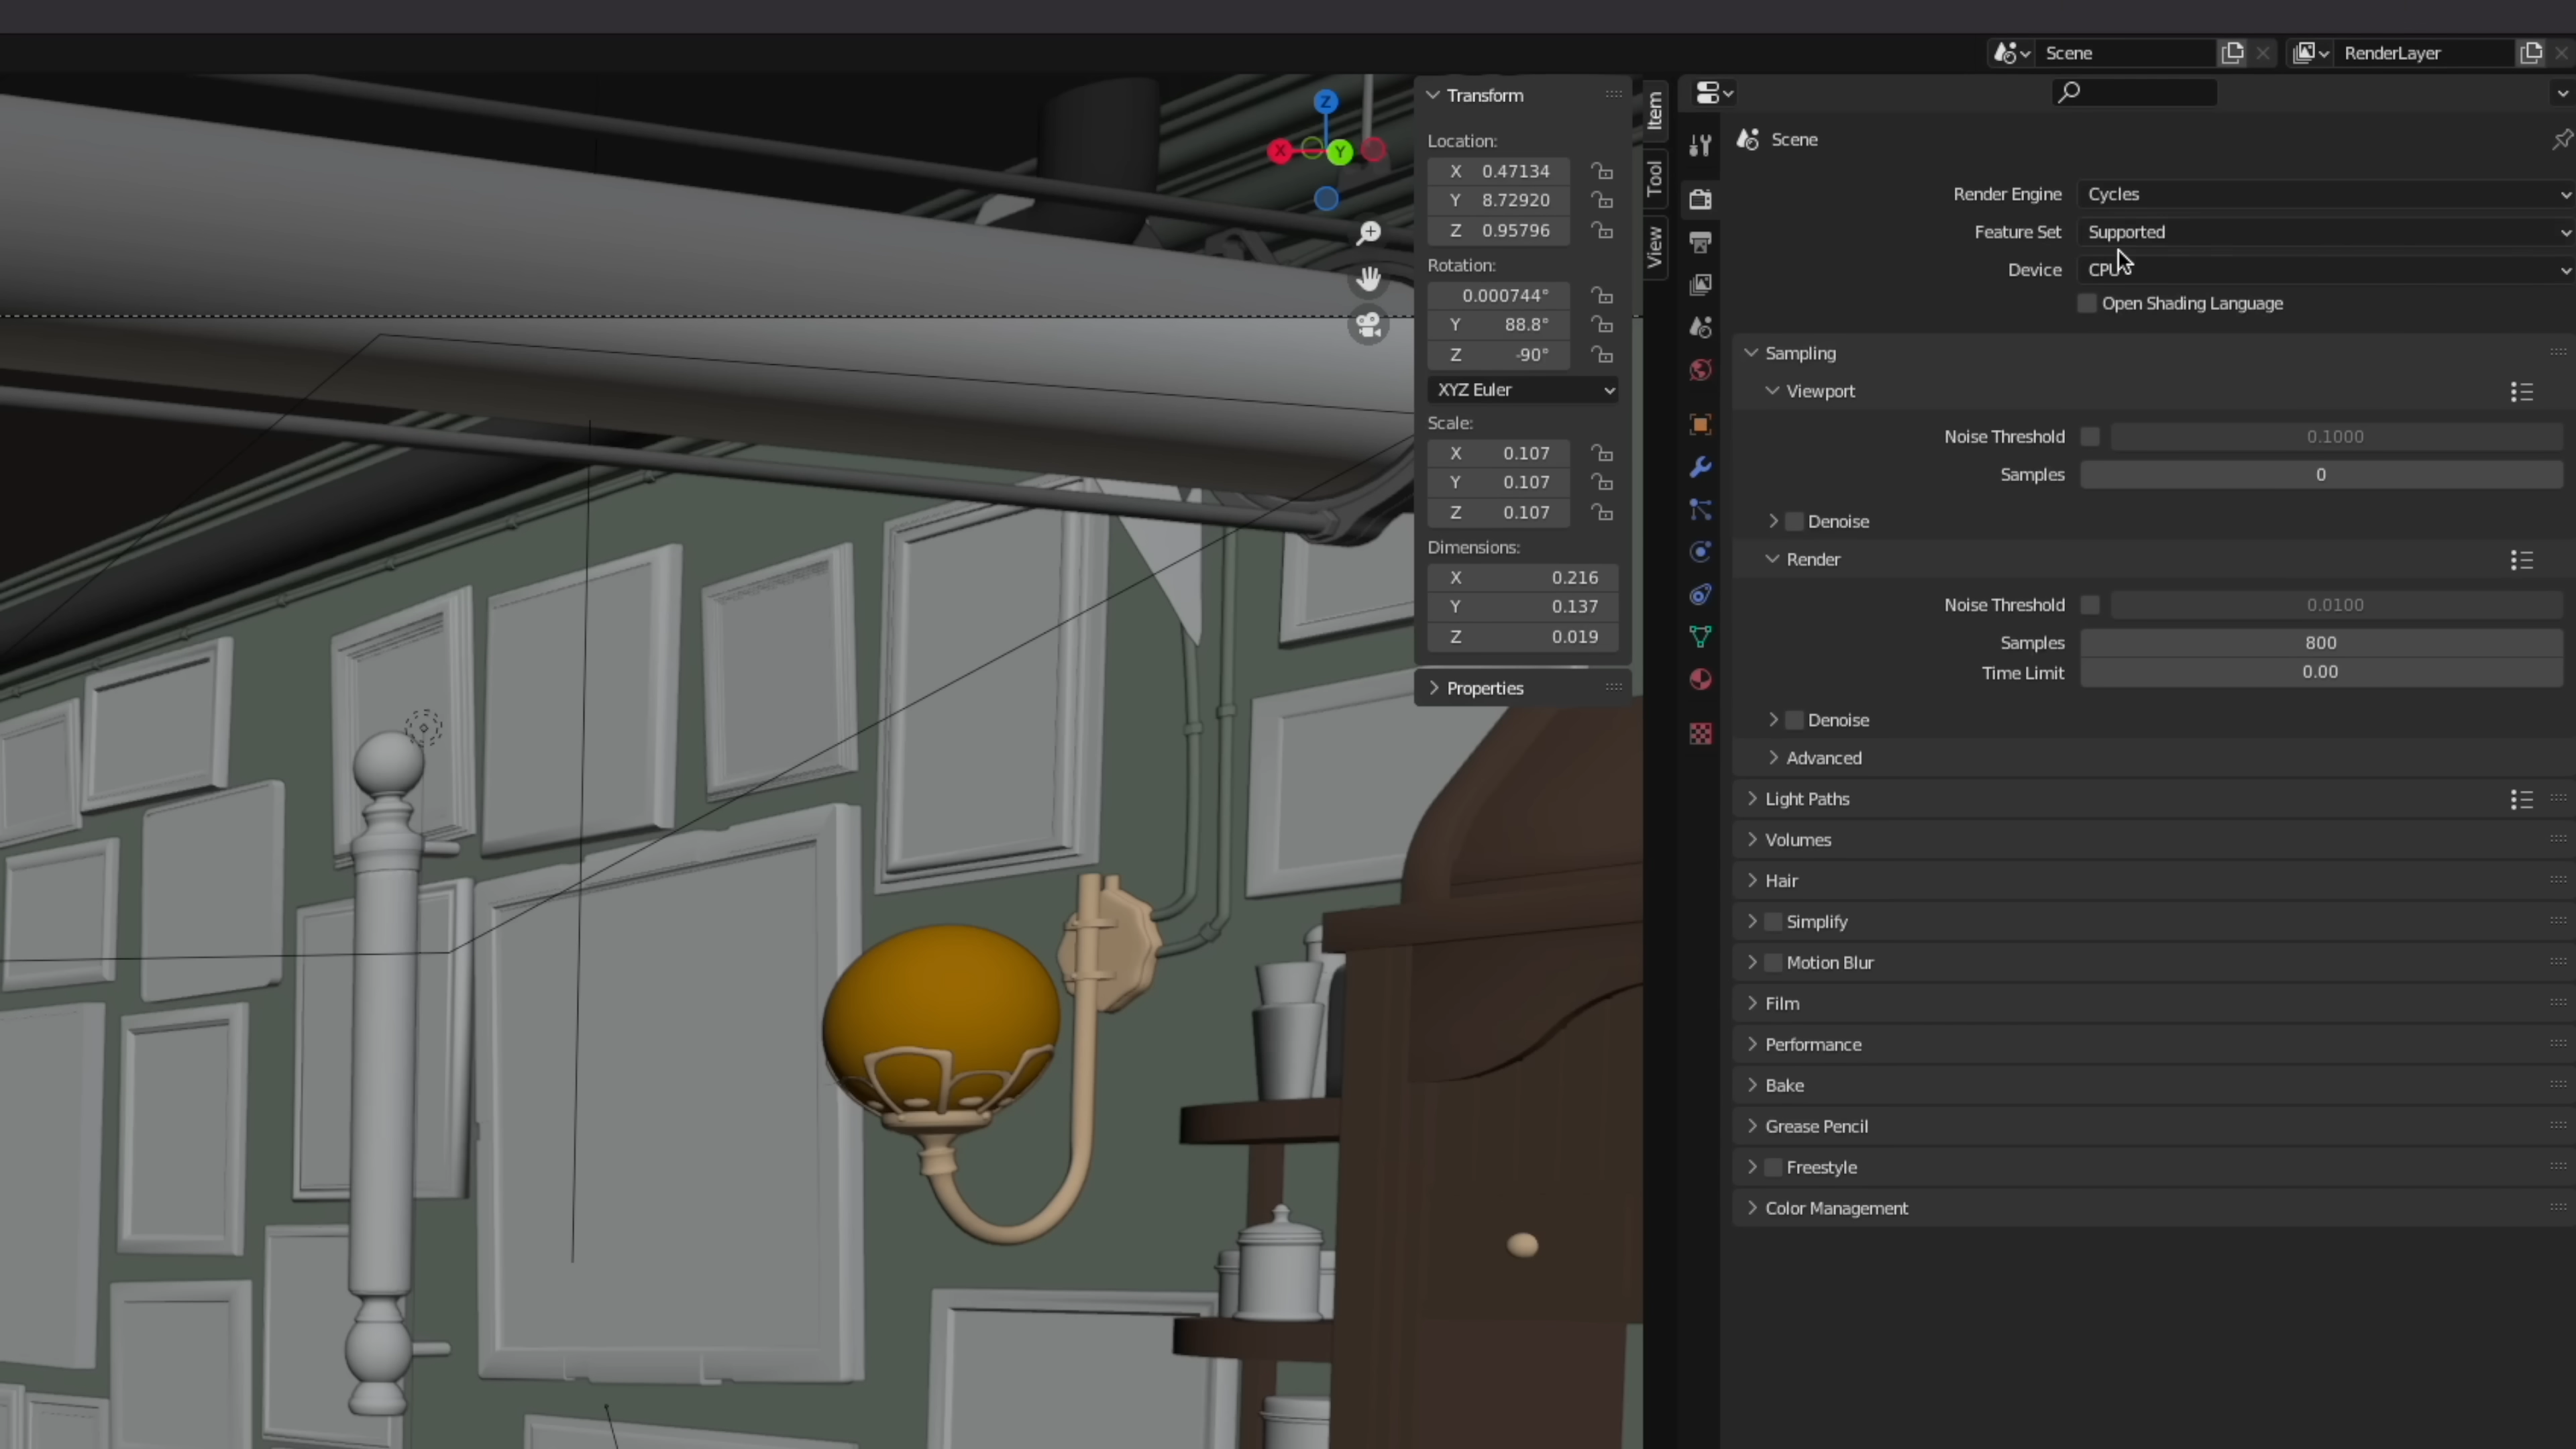 Scene
RenderLayer
Z
X
Y
Transform
Location:
X 0.47134
Y 8.72920
Z 0.95796
Rotation:
0.000744°
Y 88.8°
Z -90°
XYZ Euler
Scale:
X 0.107
Y 0.107
Z 0.107
Dimensions:
X 0.216
Y 0.137
Z 0.019
Properties
Item
Tool
View
Scene
Render Engine Cycles
Feature Set Supported
Device CPU
Open Shading Language
Sampling
Viewport
Noise Threshold 0.1000
Samples 0
Denoise
Render
Noise Threshold 0.0100
Samples 800
Time Limit 0.00
Denoise
Advanced
Light Paths
Volumes
Hair
Simplify
Motion Blur
Film
Performance
Bake
Grease Pencil
Freestyle
Color Management